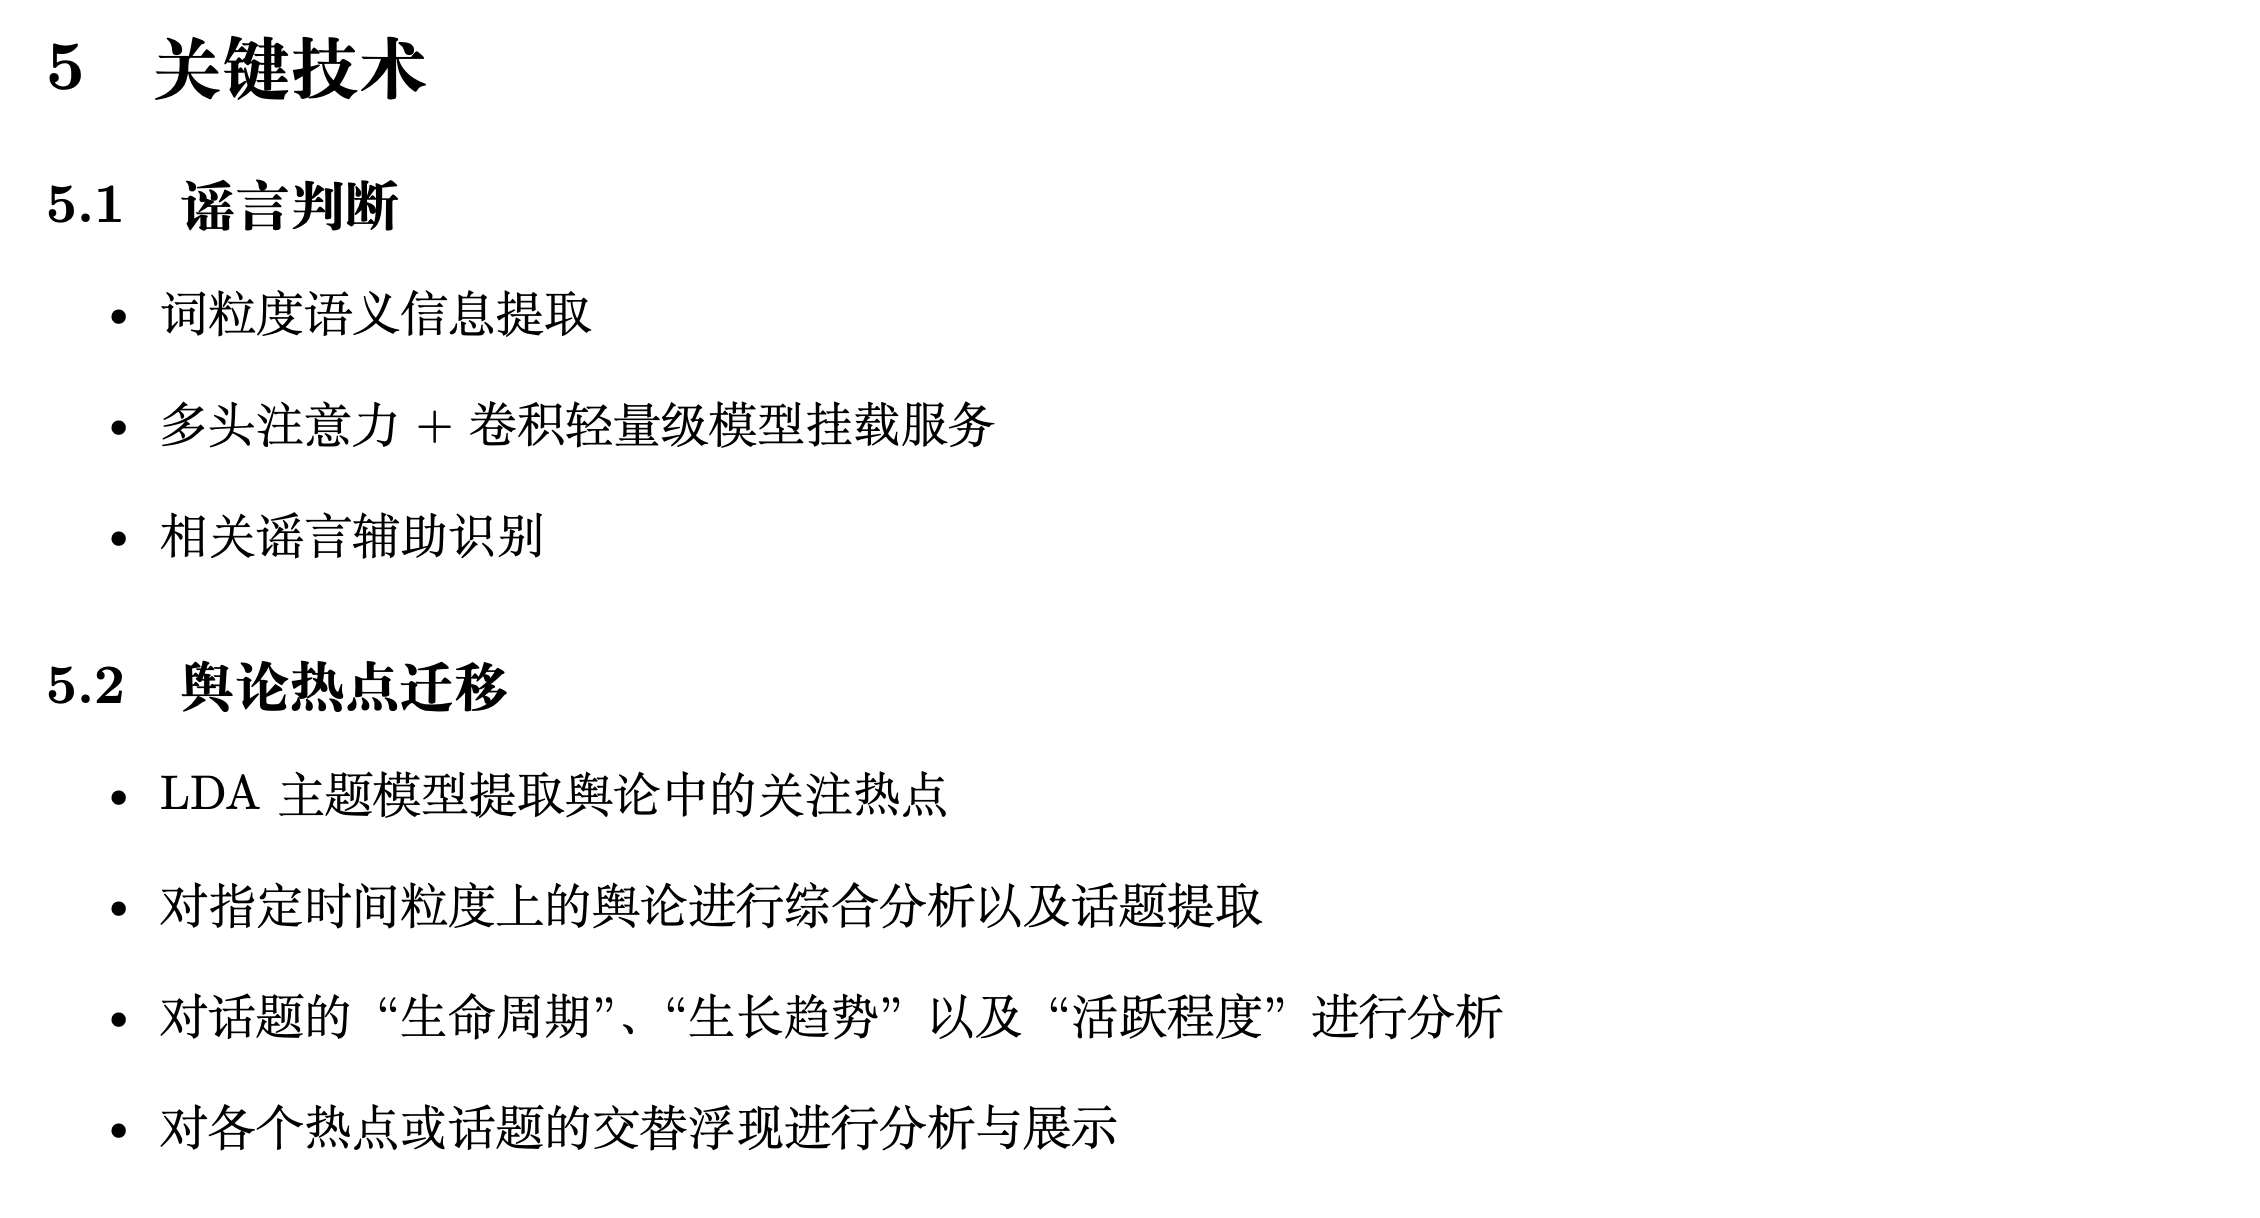 5 关键技术
5.1 谣言判断
• 词粒度语义信息提取
• 多头注意力 + 卷积轻量级模型挂载服务
• 相关谣言辅助识别
5.2 舆论热点迁移
• LDA 主题模型提取舆论中的关注热点
• 对指定时间粒度上的舆论进行综合分析以及话题提取
• 对话题的“生命周期”、“生长趋势”以及“活跃程度”进行分析
• 对各个热点或话题的交替浮现进行分析与展示